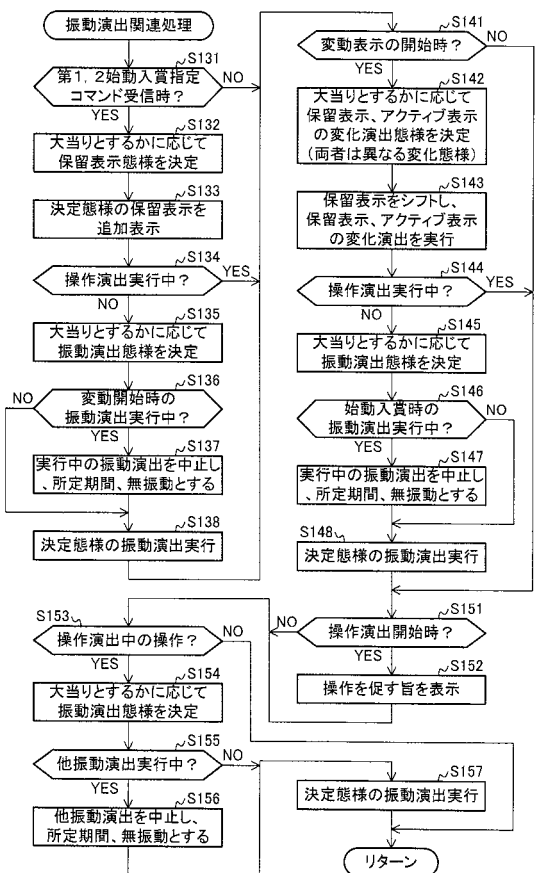 振動演出関連処理
S131
第1,2始動入賞指定
コマンド受信時?
NO
YES
S132
大当りとするかに応じて
保留表示態様を決定
S133
決定態様の保留表示を
追加表示
S134
操作演出実行中?
YES
NO
S135
大当りとするかに応じて
振動演出態様を決定
S136
NO
変動開始時の
振動演出実行中?
YES
S137
実行中の振動演出を中止し
、所定期間、無振動とする
S138
決定態様の振動演出実行
S141
変動表示の開始時?
NO
YES
S142
大当りとするかに応じて
保留表示、アクティブ表示
の変化演出態様を決定
(両者は異なる変化態様)
S143
保留表示をシフトし、
保留表示、アクティブ表示
の変化演出を実行
S144
操作演出実行中?
YES
NO
S145
大当りとするかに応じて
振動演出態様を決定
S146
始動入賞時の
振動演出実行中?
NO
YES
S147
実行中の振動演出を中止し
、所定期間、無振動とする
S148
決定態様の振動演出実行
S151
NO
操作演出開始時?
YES
S152
操作を促す旨を表示
S153
操作演出中の操作?
NO
YES
S154
大当りとするかに応じて
振動演出態様を決定
S155
他振動演出実行中?
NO
YES
S156
他振動演出を中止し、
所定期間、無振動とする
S157
決定態様の振動演出実行
リターン